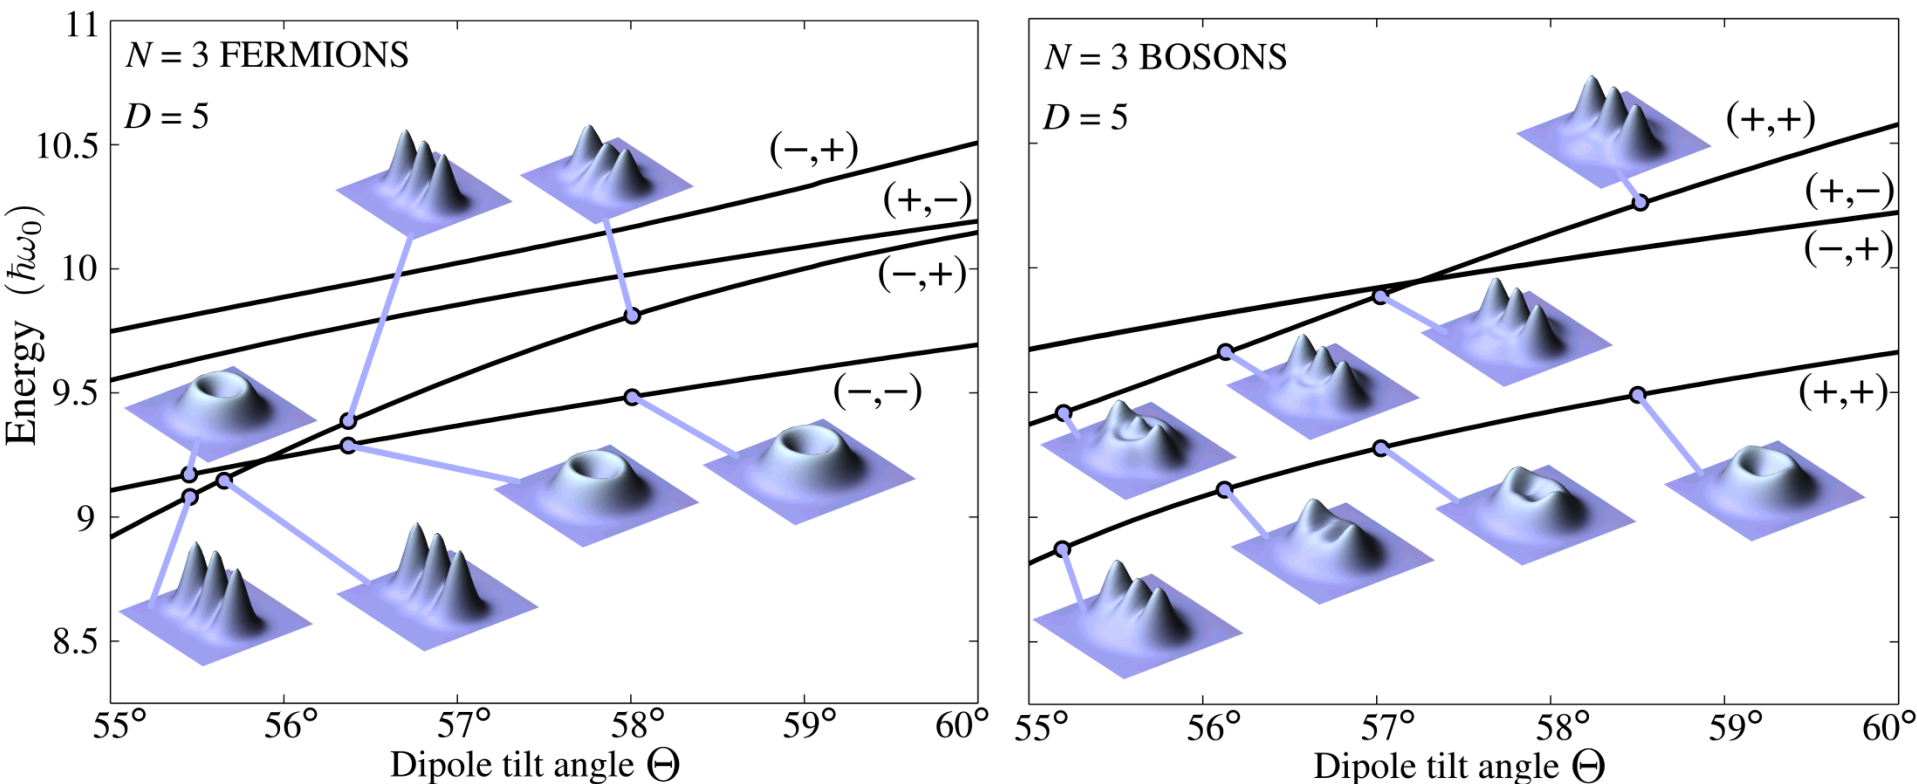 N = 3 FERMIONS
D = 5
(−,+)
(+,−)
(−,+)
(−,−)
11
10.5
10
9.5
9
8.5
Energy (ħω₀)
55° 56° 57° 58° 59° 60°
Dipole tilt angle Θ
N = 3 BOSONS
D = 5
(+,+)
(+,−)
(−,+)
(+,+)
55° 56° 57° 58° 59° 60°
Dipole tilt angle Θ